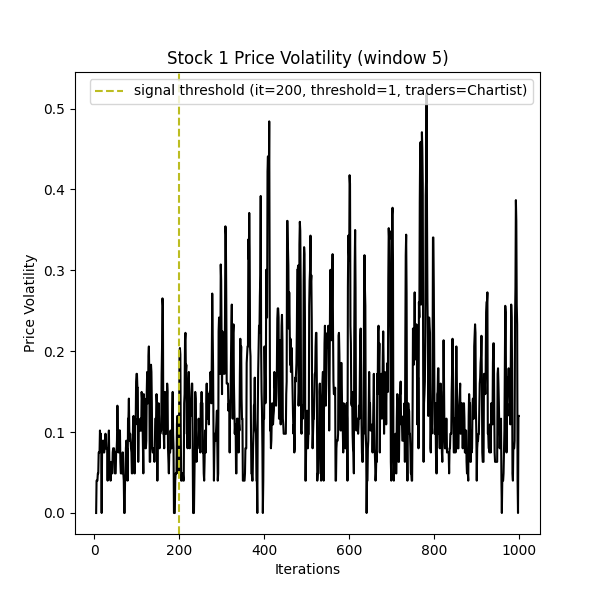 Stock 1 Price Volatility (window 5)
signal threshold (it=200, threshold=1, traders=Chartist)
0.5
0.4
0.3
0.2
0.1
0.0
Price Volatility
0 200 400 600 800 1000
Iterations